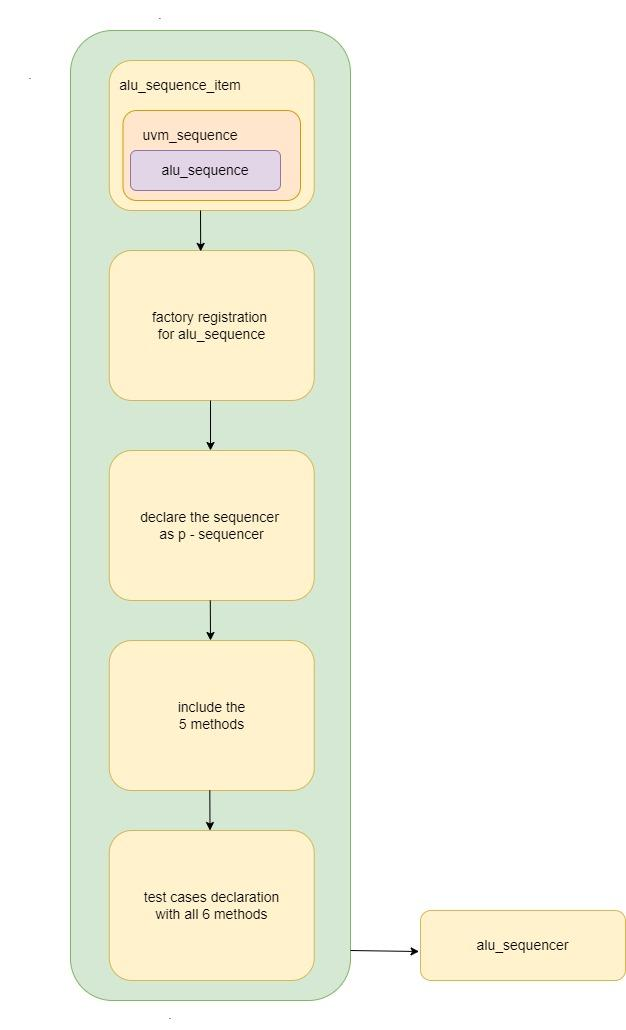 alu_sequence_item
uvm_sequence
alu_sequence
factory registration
for alu_sequence
declare the sequencer
as p - sequencer
include the
5 methods
test cases declaration
with all 6 methods
alu_sequencer